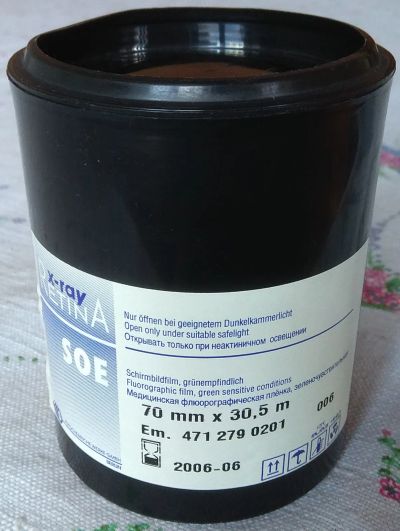 x-ray
RETINA
SOE
Nur öffnen bei geeignetem Dunkelkammerlicht
Open only under suitable safelight
Открывать только при неактиничном освещении
Schirmbildfilm, grünempfindlich
Fluorographic film, green sensitive conditions
Медицинская флюорографическая плёнка, зеленочувствительная
70 mm x 30,5 m
006
Em. 471 279 0201
2006-06
BERLIN